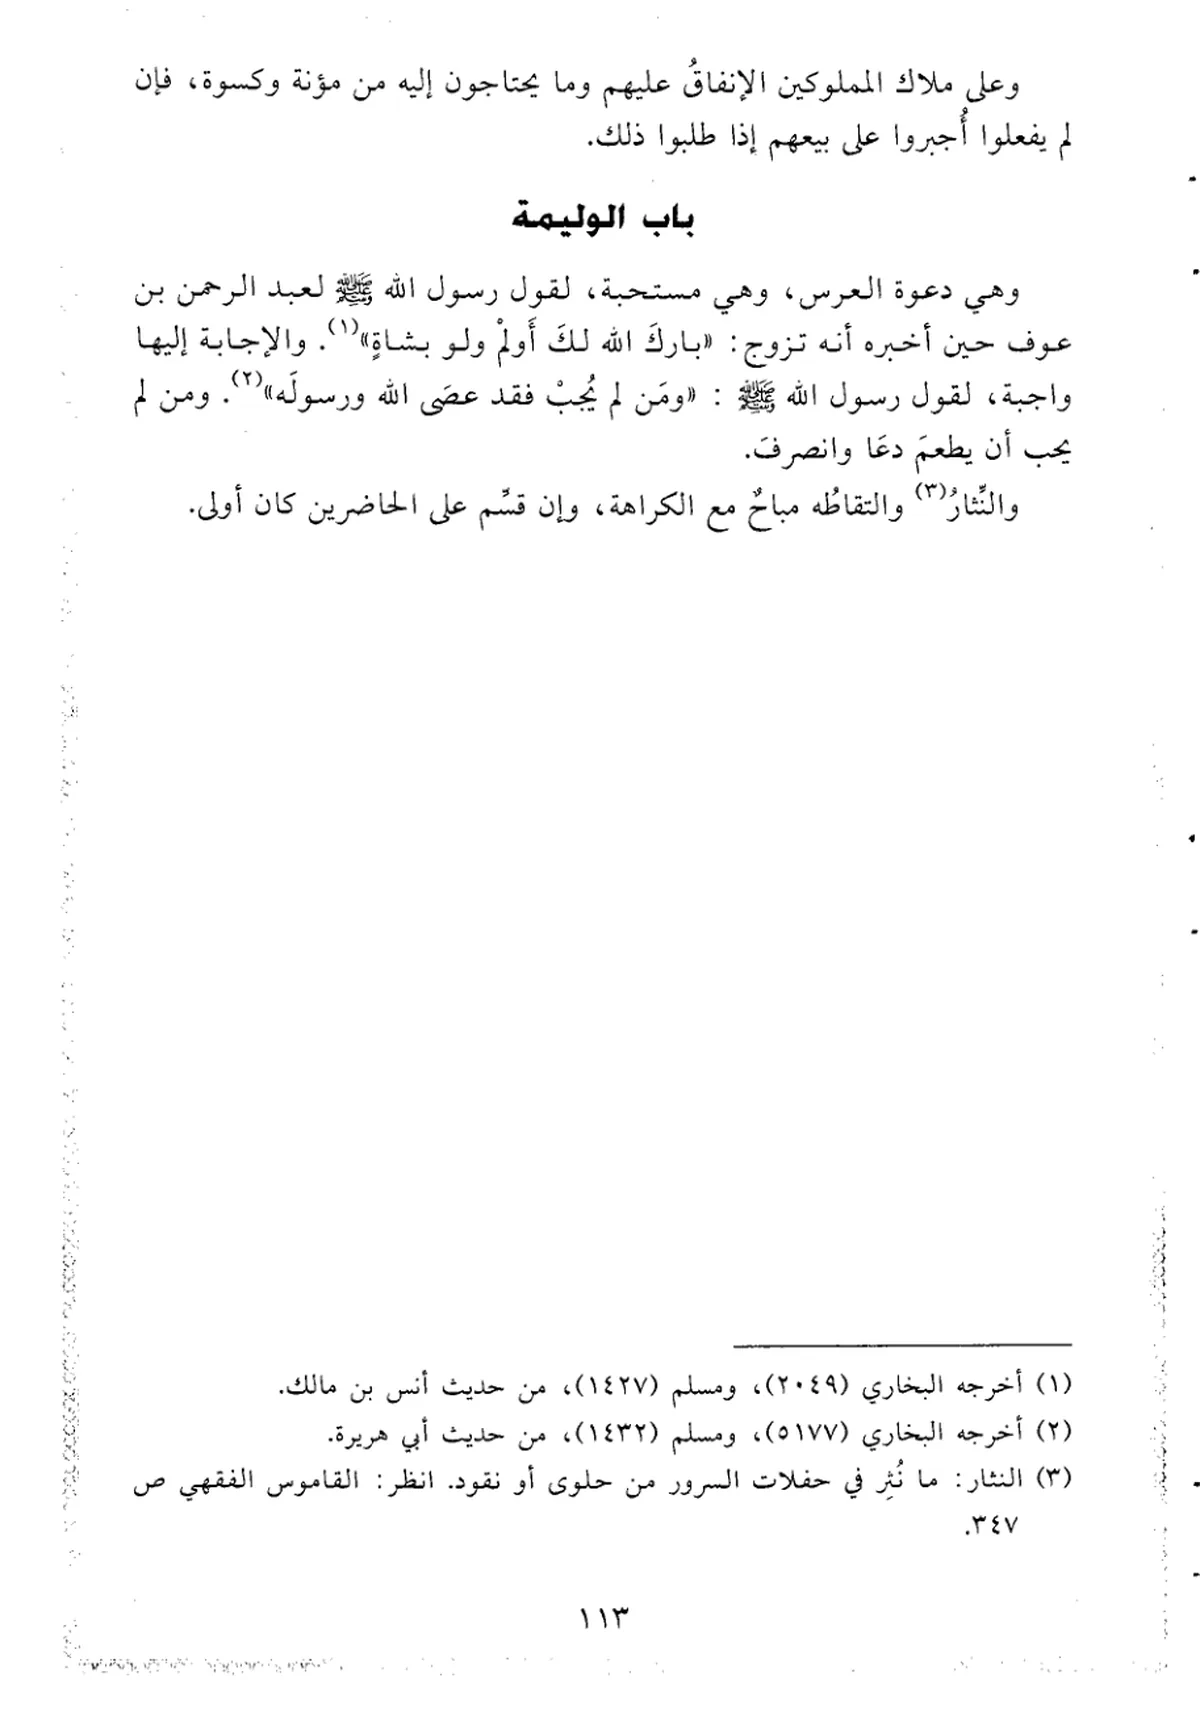 وعلى ملاك المملوكين الإنفاقُ عليهم وما يحتاجون إليه من مؤنة وكسوة، فإن
لم يفعلوا أُجبروا على بيعهم إذا طلبوا ذلك.
باب الوليمة
وهي دعوة العرس، وهي مستحبة، لقول رسول الله ﷺ لعبد الرحمن بن
عوف حين أخبره أنه تزوج: «بارك الله لكَ أَولمْ ولو بشاةٍ»(١). والإجابة إليها
واجبة، لقول رسول الله ﷺ : «ومَن لم يُجبْ فقد عصَى الله ورسولَه»(٢). ومن لم
يحب أن يطعمَ دعَا وانصرفَ.
والنِّثارُ(٣) والتقاطُه مباحٌ مع الكراهة، وإن قسِّم على الحاضرين كان أولى.
(١) أخرجه البخاري (٢٠٤٩)، ومسلم (١٤٢٧)، من حديث أنس بن مالك.
(٢) أخرجه البخاري (٥١٧٧)، ومسلم (١٤٣٢)، من حديث أبي هريرة.
(٣) النثار: ما نُثِر في حفلات السرور من حلوى أو نقود. انظر: القاموس الفقهي ص
٣٤٧.
١١٣